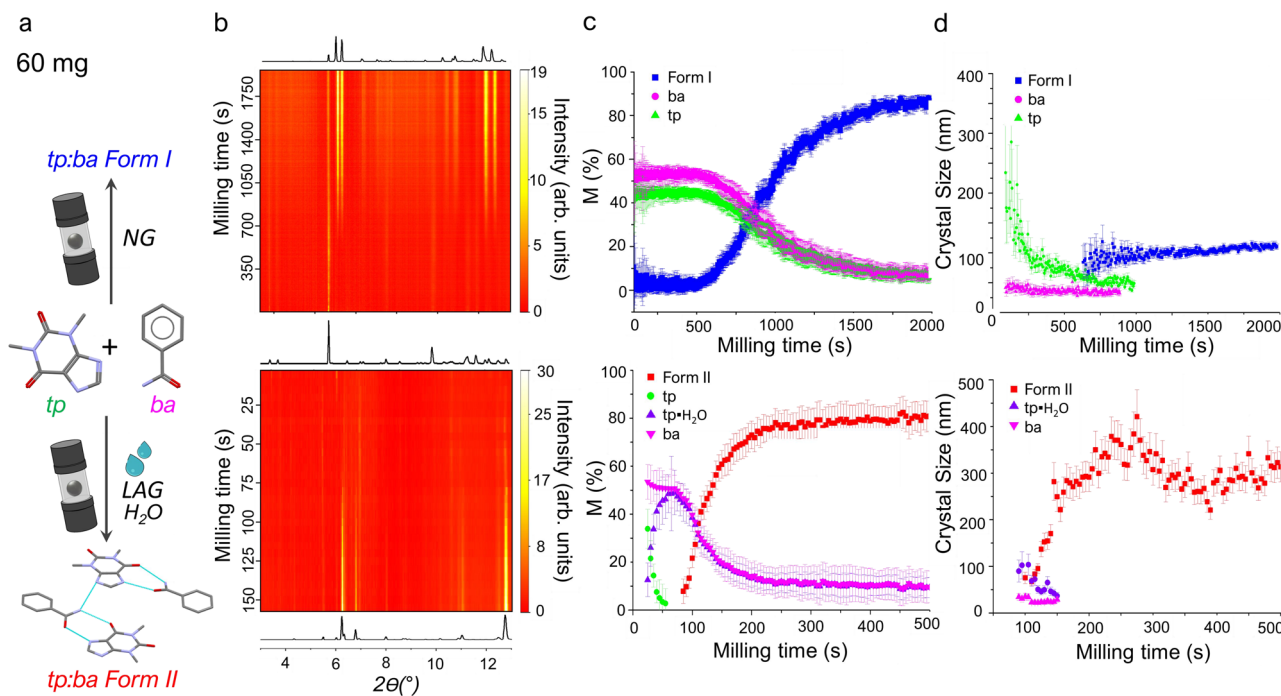 a
60 mg
tp:ba Form I
NG
tp
+
ba
LAG
H₂O
tp:ba Form II
b
Milling time (s)
1750
1400
1050
700
350
19
15
10
5
0
Intensity (arb. units)
Milling time (s)
25
50
75
100
125
150
30
27
18
8
0
Intensity (arb. units)
4 6 8 10 12
2θ(°)
c
M (%)
100
80
60
40
20
0
Form I
ba
tp
0 500 1000 1500 2000
Milling time (s)
M (%)
100
80
60
40
20
0
Form II
tp
tp▪H₂O
ba
0 100 200 300 400 500
Milling time (s)
d
Crystal Size (nm)
400
300
200
100
50
0
Form I
ba
tp
0 500 1000 1500 2000
Milling time (s)
Crystal Size (nm)
500
400
300
200
100
0
Form II
tp▪H₂O
ba
100 200 300 400 500
Milling time (s)